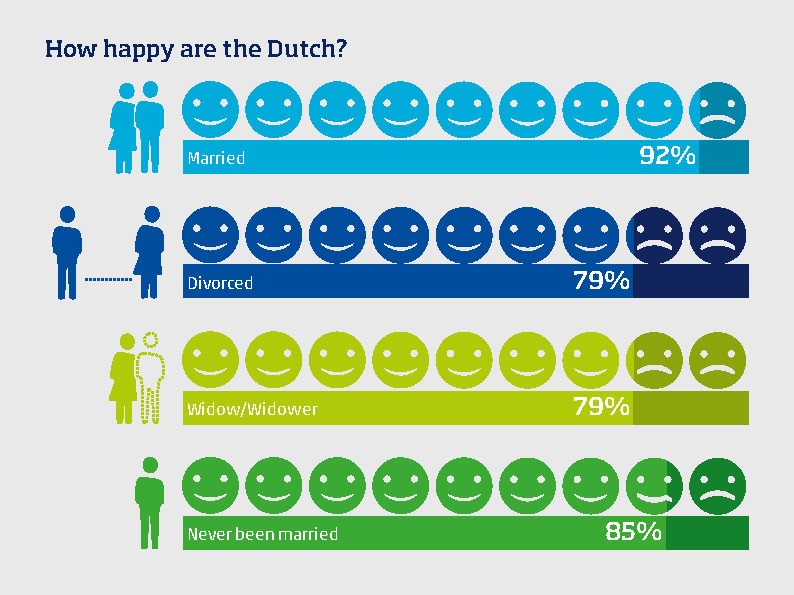 How happy are the Dutch?
Married 92%
Divorced 79%
Widow/Widower 79%
Never been married 85%